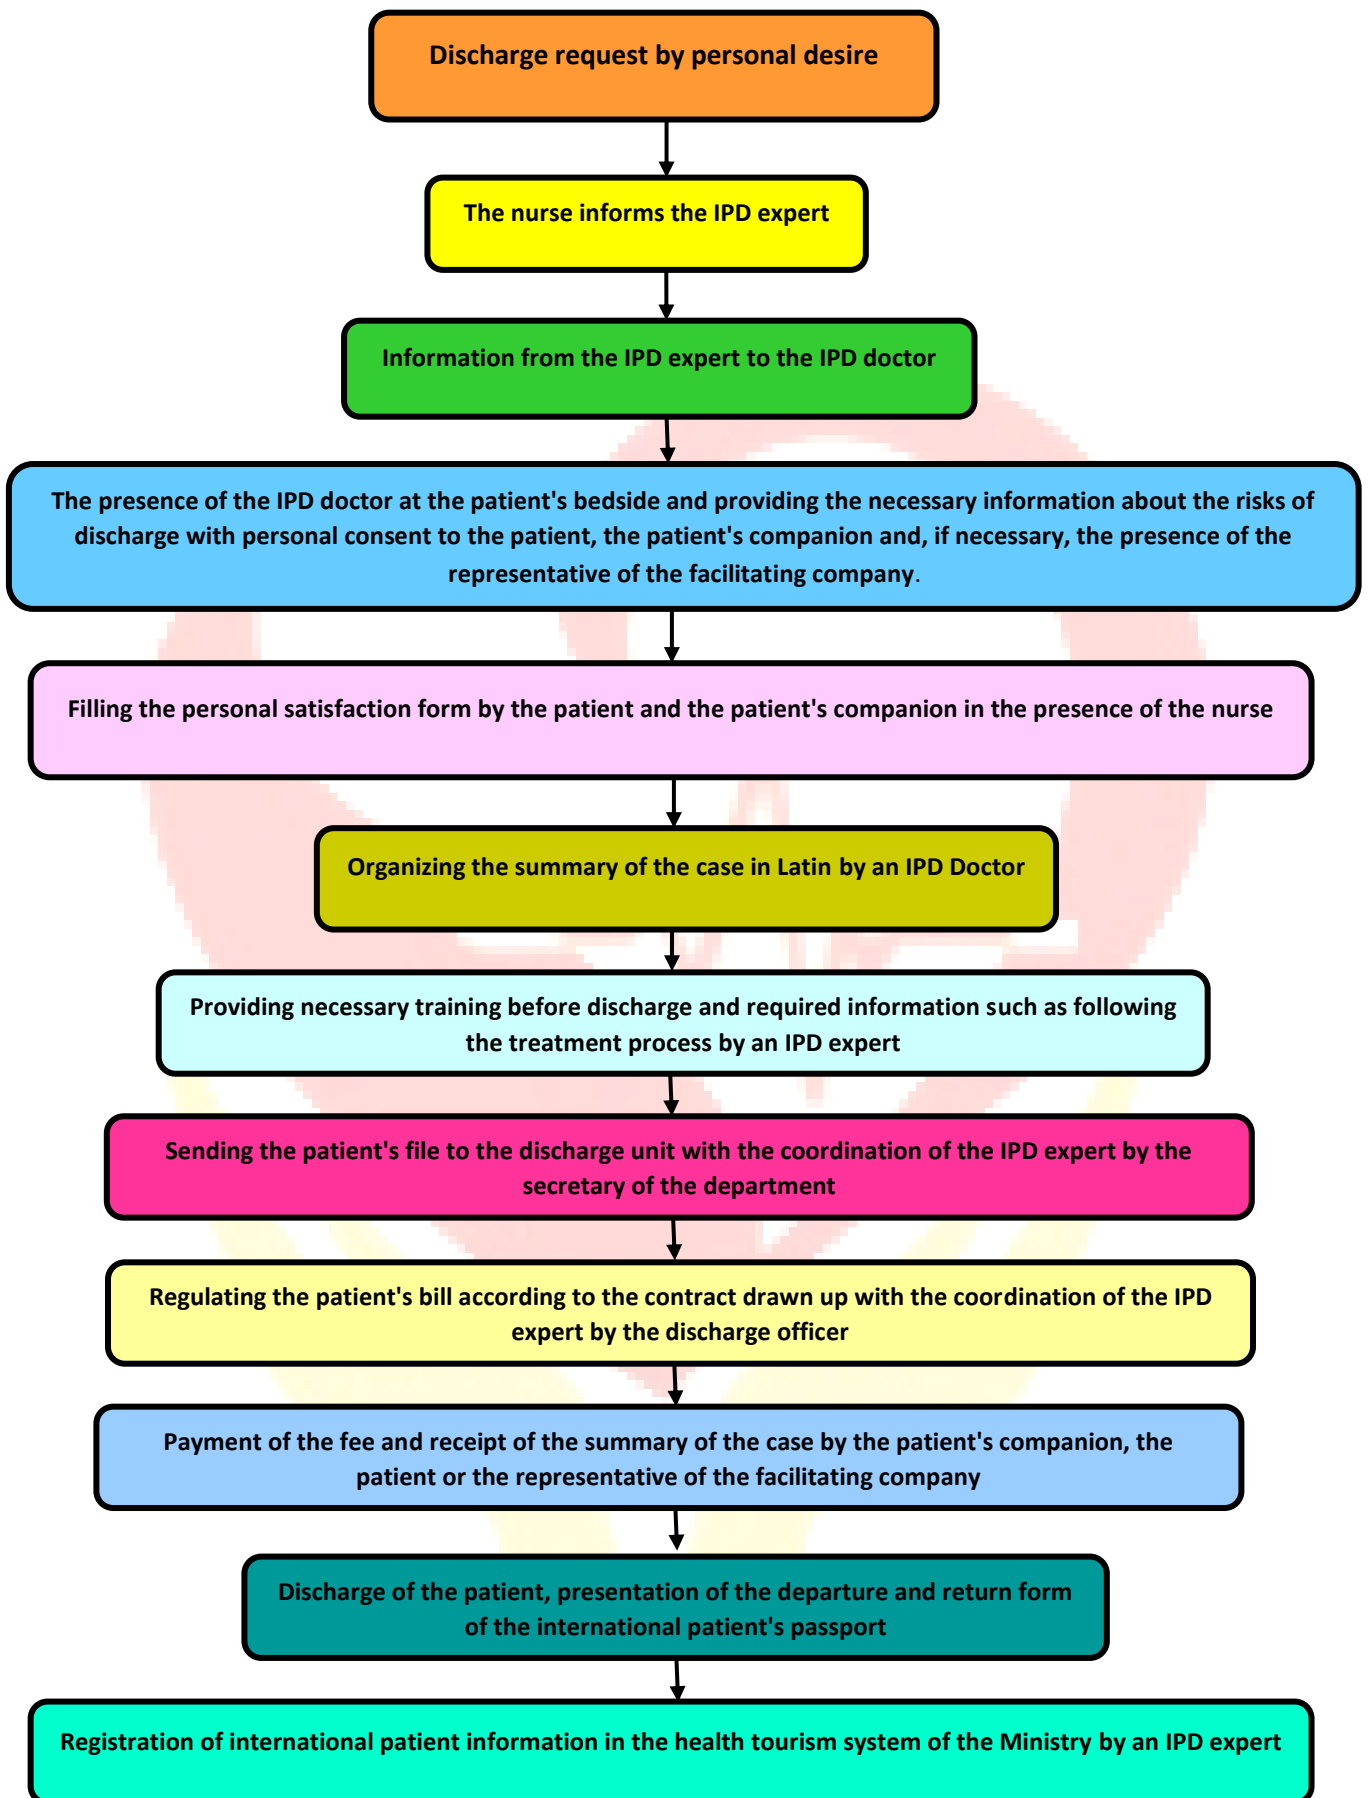 Discharge request by personal desire
The nurse informs the IPD expert
Information from the IPD expert to the IPD doctor
The presence of the IPD doctor at the patient's bedside and providing the necessary information about the risks of
discharge with personal consent to the patient, the patient's companion and, if necessary, the presence of the
representative of the facilitating company.
Filling the personal satisfaction form by the patient and the patient's companion in the presence of the nurse
Organizing the summary of the case in Latin by an IPD Doctor
Providing necessary training before discharge and required information such as following
the treatment process by an IPD expert
Sending the patient's file to the discharge unit with the coordination of the IPD expert by the
secretary of the department
Regulating the patient's bill according to the contract drawn up with the coordination of the IPD
expert by the discharge officer
Payment of the fee and receipt of the summary of the case by the patient's companion, the
patient or the representative of the facilitating company
Discharge of the patient, presentation of the departure and return form
of the international patient's passport
Registration of international patient information in the health tourism system of the Ministry by an IPD expert